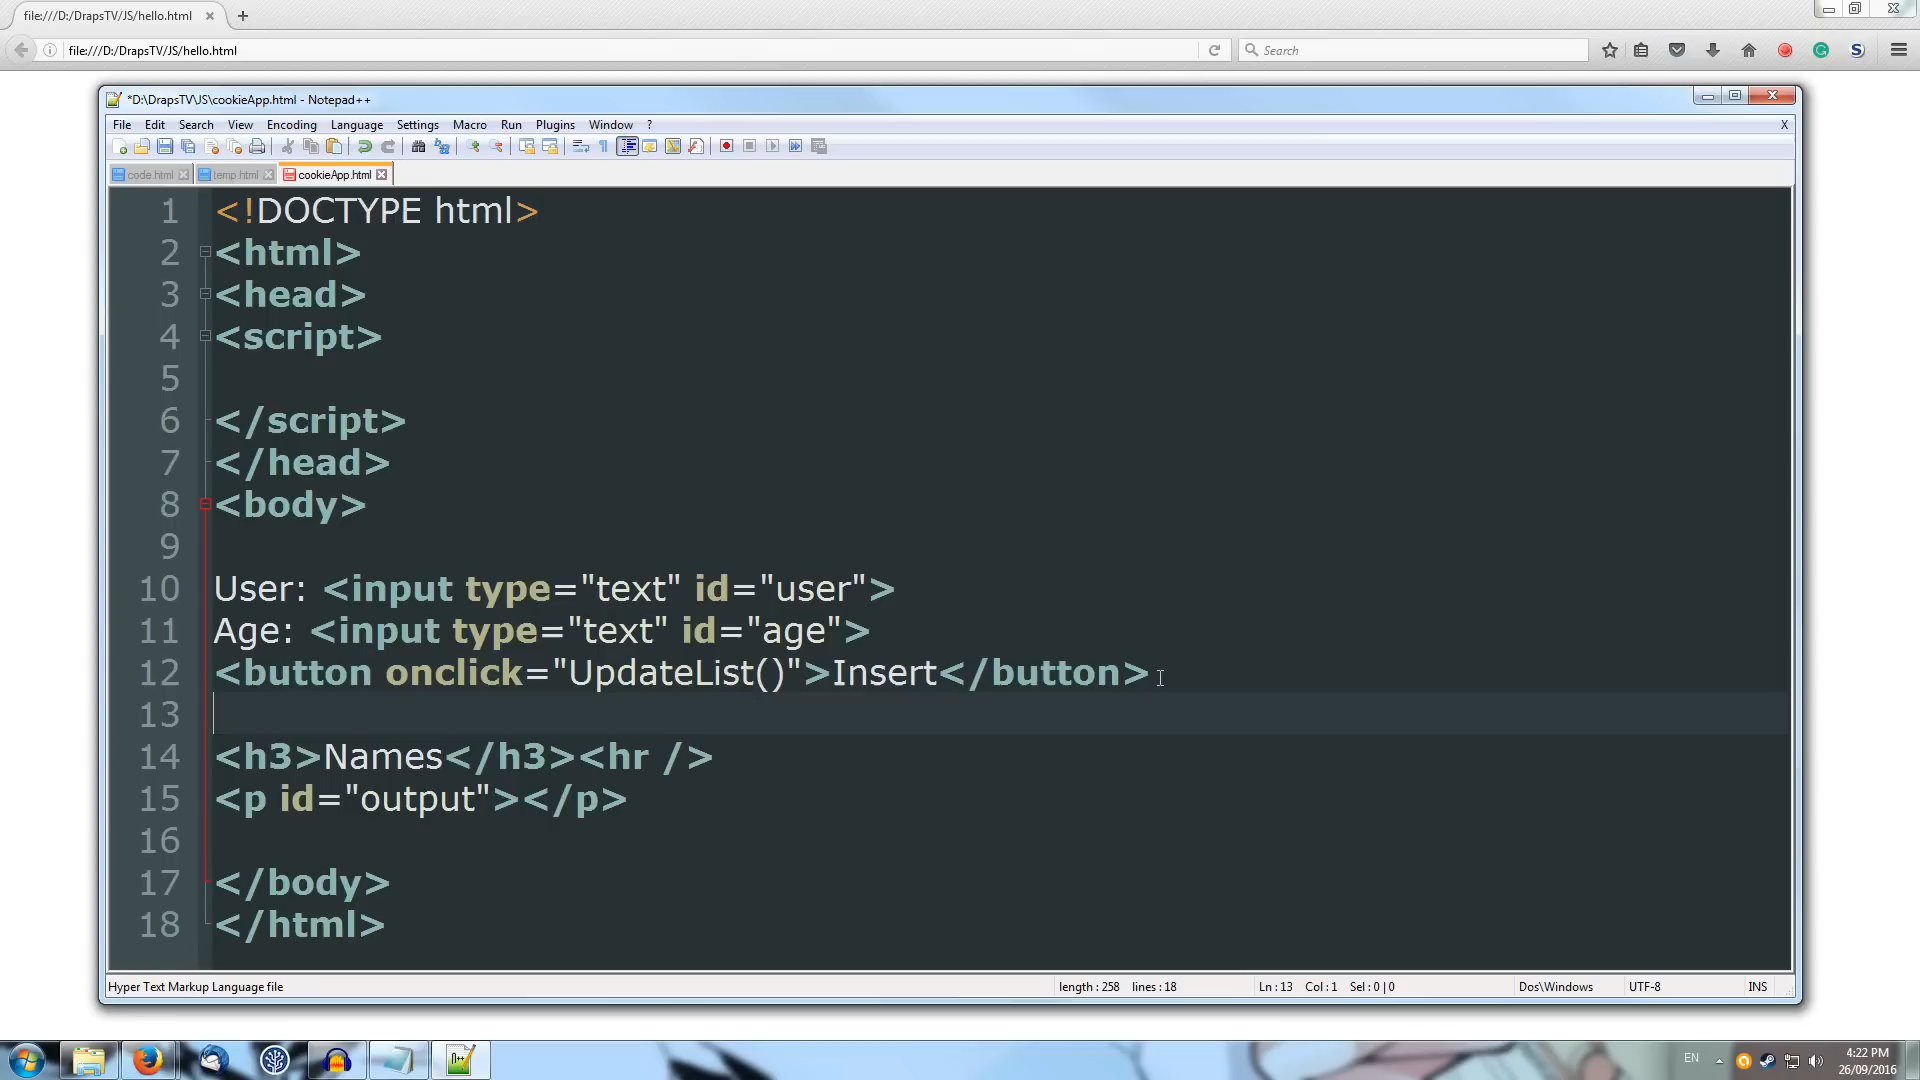 file:///D:/DrapsTV/JS/hello.html
file:///D:/DrapsTV/JS/hello.html
Search
*D:\DrapsTV\JS\cookieApp.html - Notepad++
File Edit Search View Encoding Language Settings Macro Run Plugins Window ? X
code.html temp.html cookieApp.html
1 <!DOCTYPE html>
2 <html>
3 <head>
4 <script>
5
6 </script>
7 </head>
8 <body>
9
10 User: <input type="text" id="user">
11 Age: <input type="text" id="age">
12 <button onclick="UpdateList()">Insert</button>
13
14 <h3>Names</h3><hr />
15 <p id="output"></p>
16
17 </body>
18 </html>
Hyper Text Markup Language file length : 258 lines : 18 Ln : 13 Col : 1 Sel : 0 | 0 Dos\Windows UTF-8 INS
EN 4:22 PM
26/09/2016